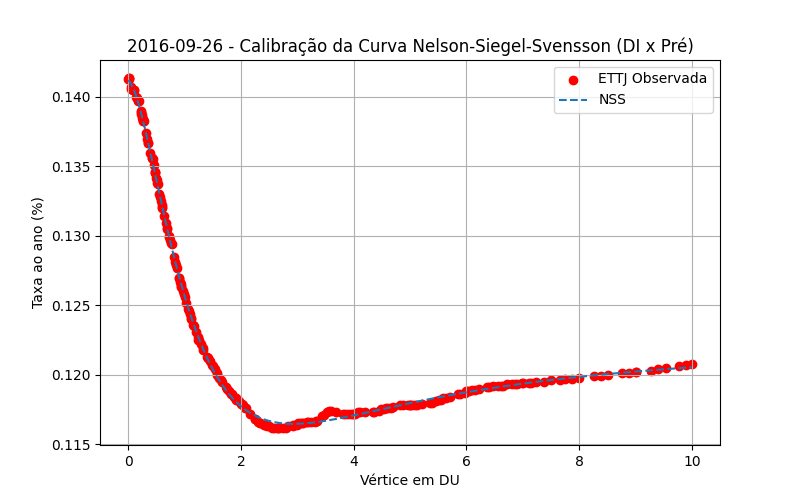 2016-09-26 - Calibração da Curva Nelson-Siegel-Svensson (DI x Pré)
ETTJ Observada
NSS
Taxa ao ano (%)
0.140
0.135
0.130
0.125
0.120
0.115
0 2 4 6 8 10
Vértice em DU